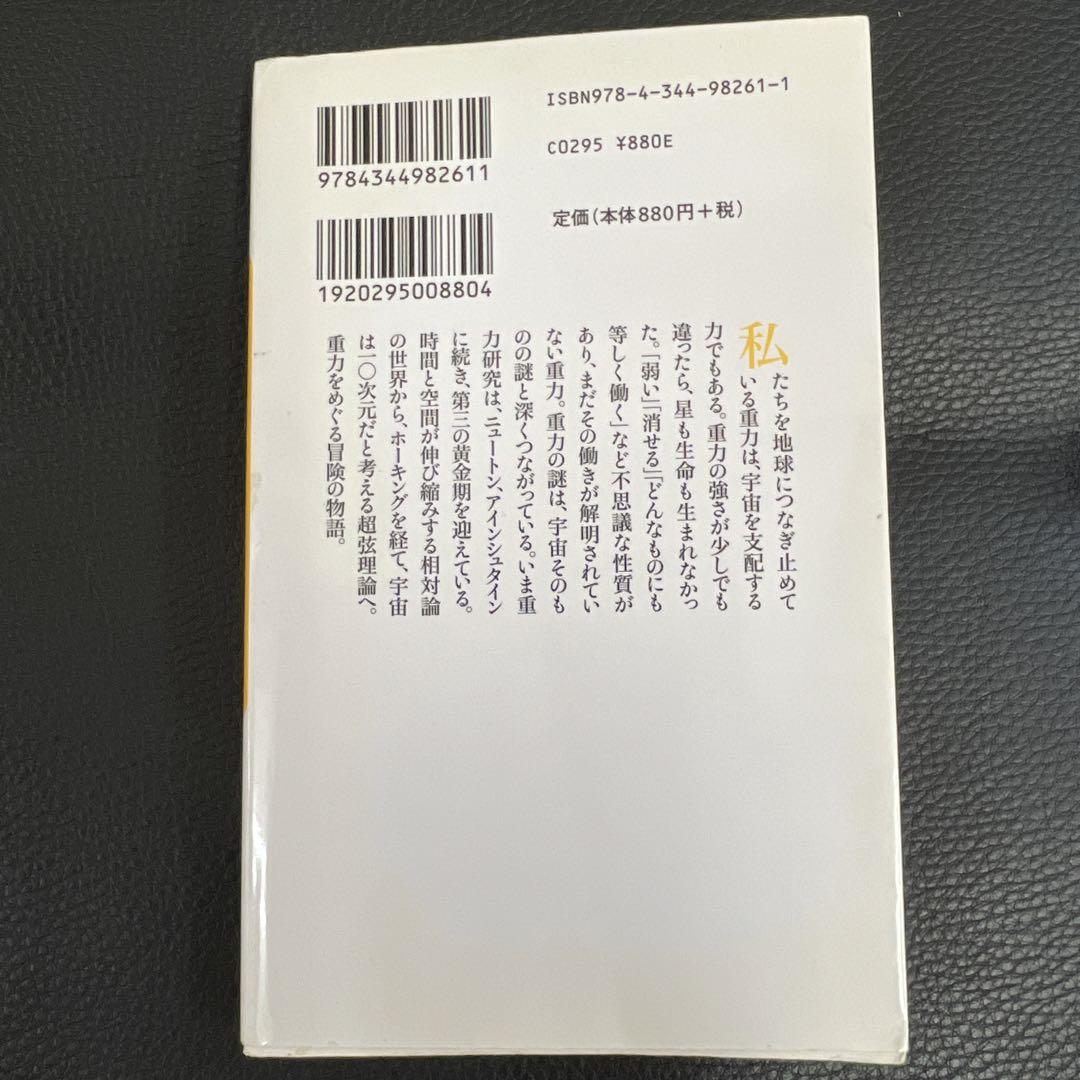 ISBN978-4-344-98261-1
C0295 ¥880E
定価(本体880円+税)
9784344982611
1920295008804
私たちを地球につなぎ止めて
いる重力は、宇宙を支配する
力でもある。重力の強さが少しでも
違ったら、星も生命も生まれなかっ
た。「弱い」「消せる」「どんなものにも
等しく働く」など不思議な性質が
あり、まだその働きが解明されてい
ない重力。重力の謎は、宇宙そのも
のの謎と深くつながっている。いま重
力研究は、ニュートン、アインシュタイン
に続き、第三の黄金期を迎えている。
時間と空間が伸び縮みする相対論
の世界から、ホーキングを経て、宇宙
は一〇次元だと考える超弦理論へ。
重力をめぐる冒険の物語。